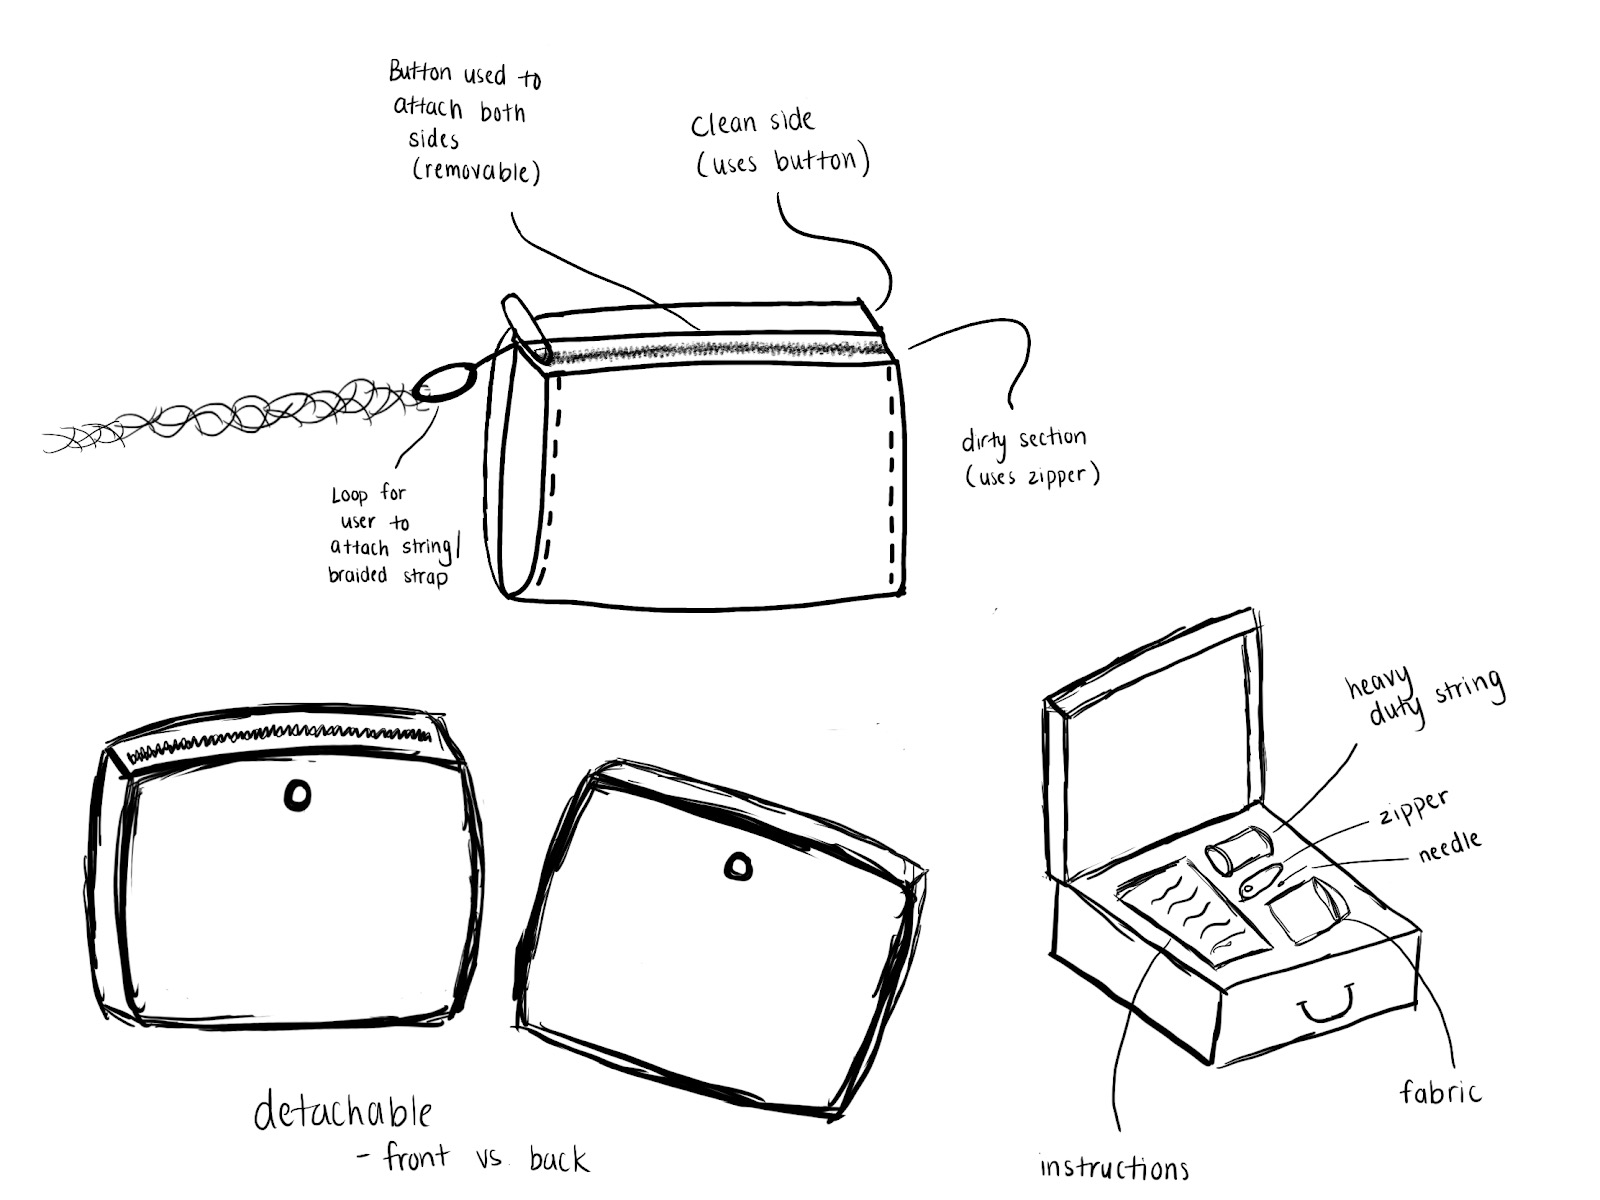 Button used to
attach both
sides
(removable)
Clean side
(uses button)
dirty section
(uses zipper)
Loop for
user to
attach string/
braided strap
heavy
duty string
zipper
needle
fabric
instructions
detachable
- front vs. back